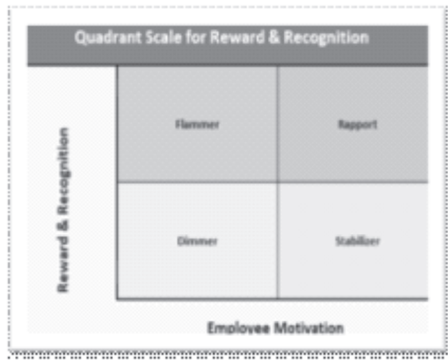 Quadrant Scale for Reward & Recognition
Flammer
Rapport
Reward & Recognition
Dimmer
Stabilizer
Employee Motivation